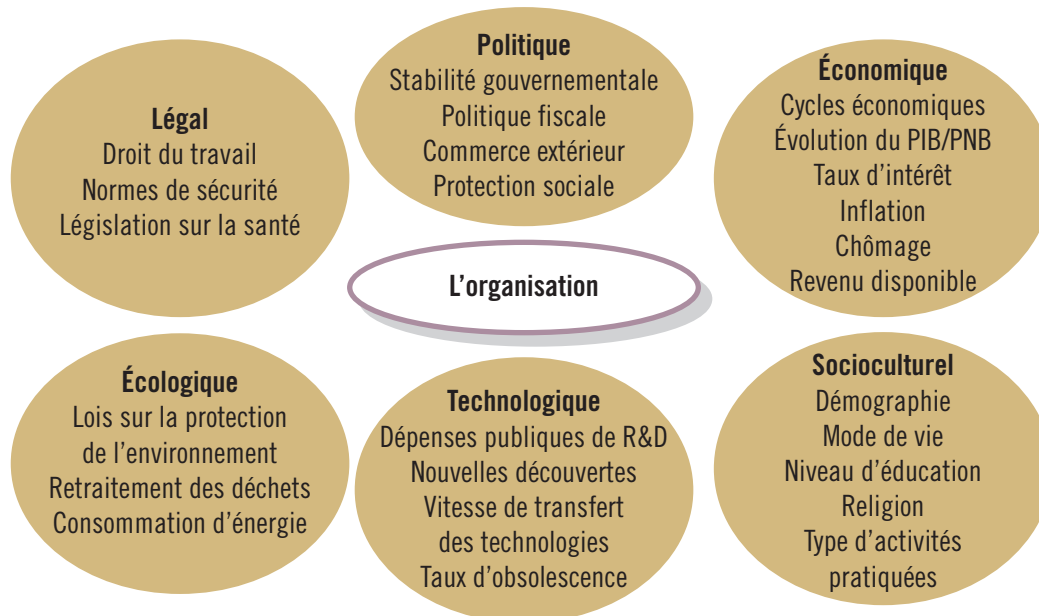 Politique
Stabilité gouvernementale
Politique fiscale
Commerce extérieur
Protection sociale
Légal
Droit du travail
Normes de sécurité
Législation sur la santé
Économique
Cycles économiques
Évolution du PIB/PNB
Taux d’intérêt
Inflation
Chômage
Revenu disponible
L’organisation
Écologique
Lois sur la protection
de l’environnement
Retraitement des déchets
Consommation d’énergie
Technologique
Dépenses publiques de R&D
Nouvelles découvertes
Vitesse de transfert
des technologies
Taux d’obsolescence
Socioculturel
Démographie
Mode de vie
Niveau d’éducation
Religion
Type d’activités
pratiquées